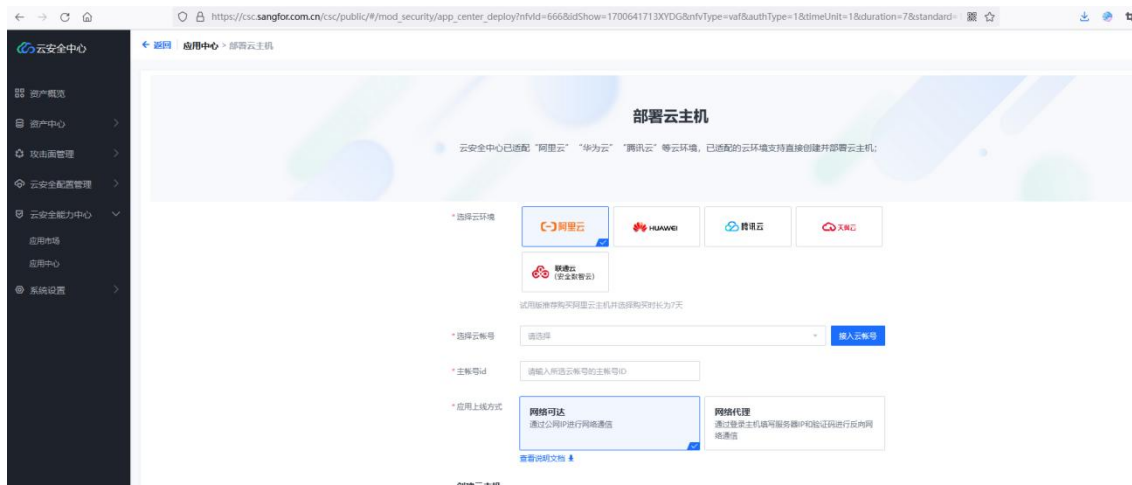 https://csc.sangfor.com.cn/csc/public/#/mod_security/app_center_deploy?nfvId=666&idShow=1700641713XYDG&nfvType=vaf&authType=1&timeUnit=1&duration=7&standard=
云安全中心
返回 应用中心 > 部署云主机
资产概览
资产中心
攻击面管理
云安全配置管理
云安全能力中心
应用市场
应用中心
系统设置
部署云主机
云安全中心已适配“阿里云”“华为云”“腾讯云”等云环境，已适配的云环境支持直接创建并部署云主机;
*选择云环境
阿里云 HUAWEI 腾讯云 天翼云
联通云
(安全数智云)
试用版推荐购买阿里云主机并选择购买时长为7天
*选择云帐号 请选择 接入云帐号
*主帐号id 请输入所选云帐号的主帐号ID
*应用上线方式
网络可达
通过公网IP进行网络通信
网络代理
通过登录主机填写服务器IP和验证码进行反向网
络通信
查看说明文档
创建云主机